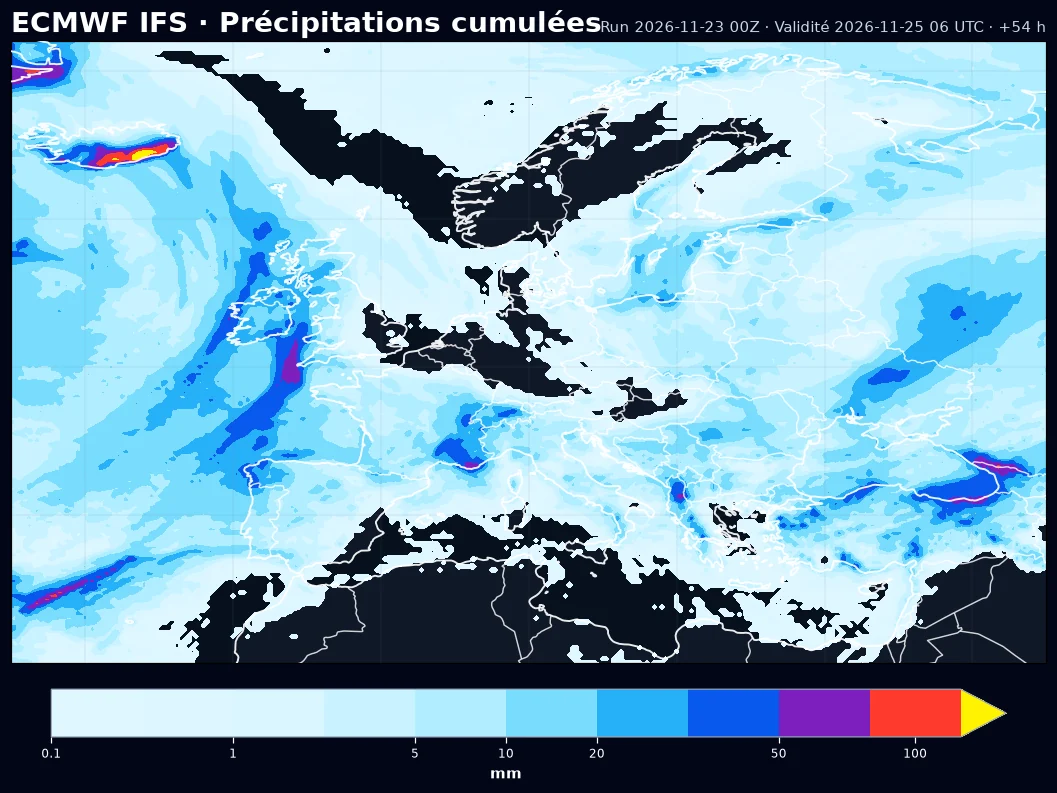 ECMWF IFS · Précipitations cumulées
Run 2026-11-23 00Z · Validité 2026-11-25 06 UTC · +54 h
0.1 1 5 10 20 50 100
mm